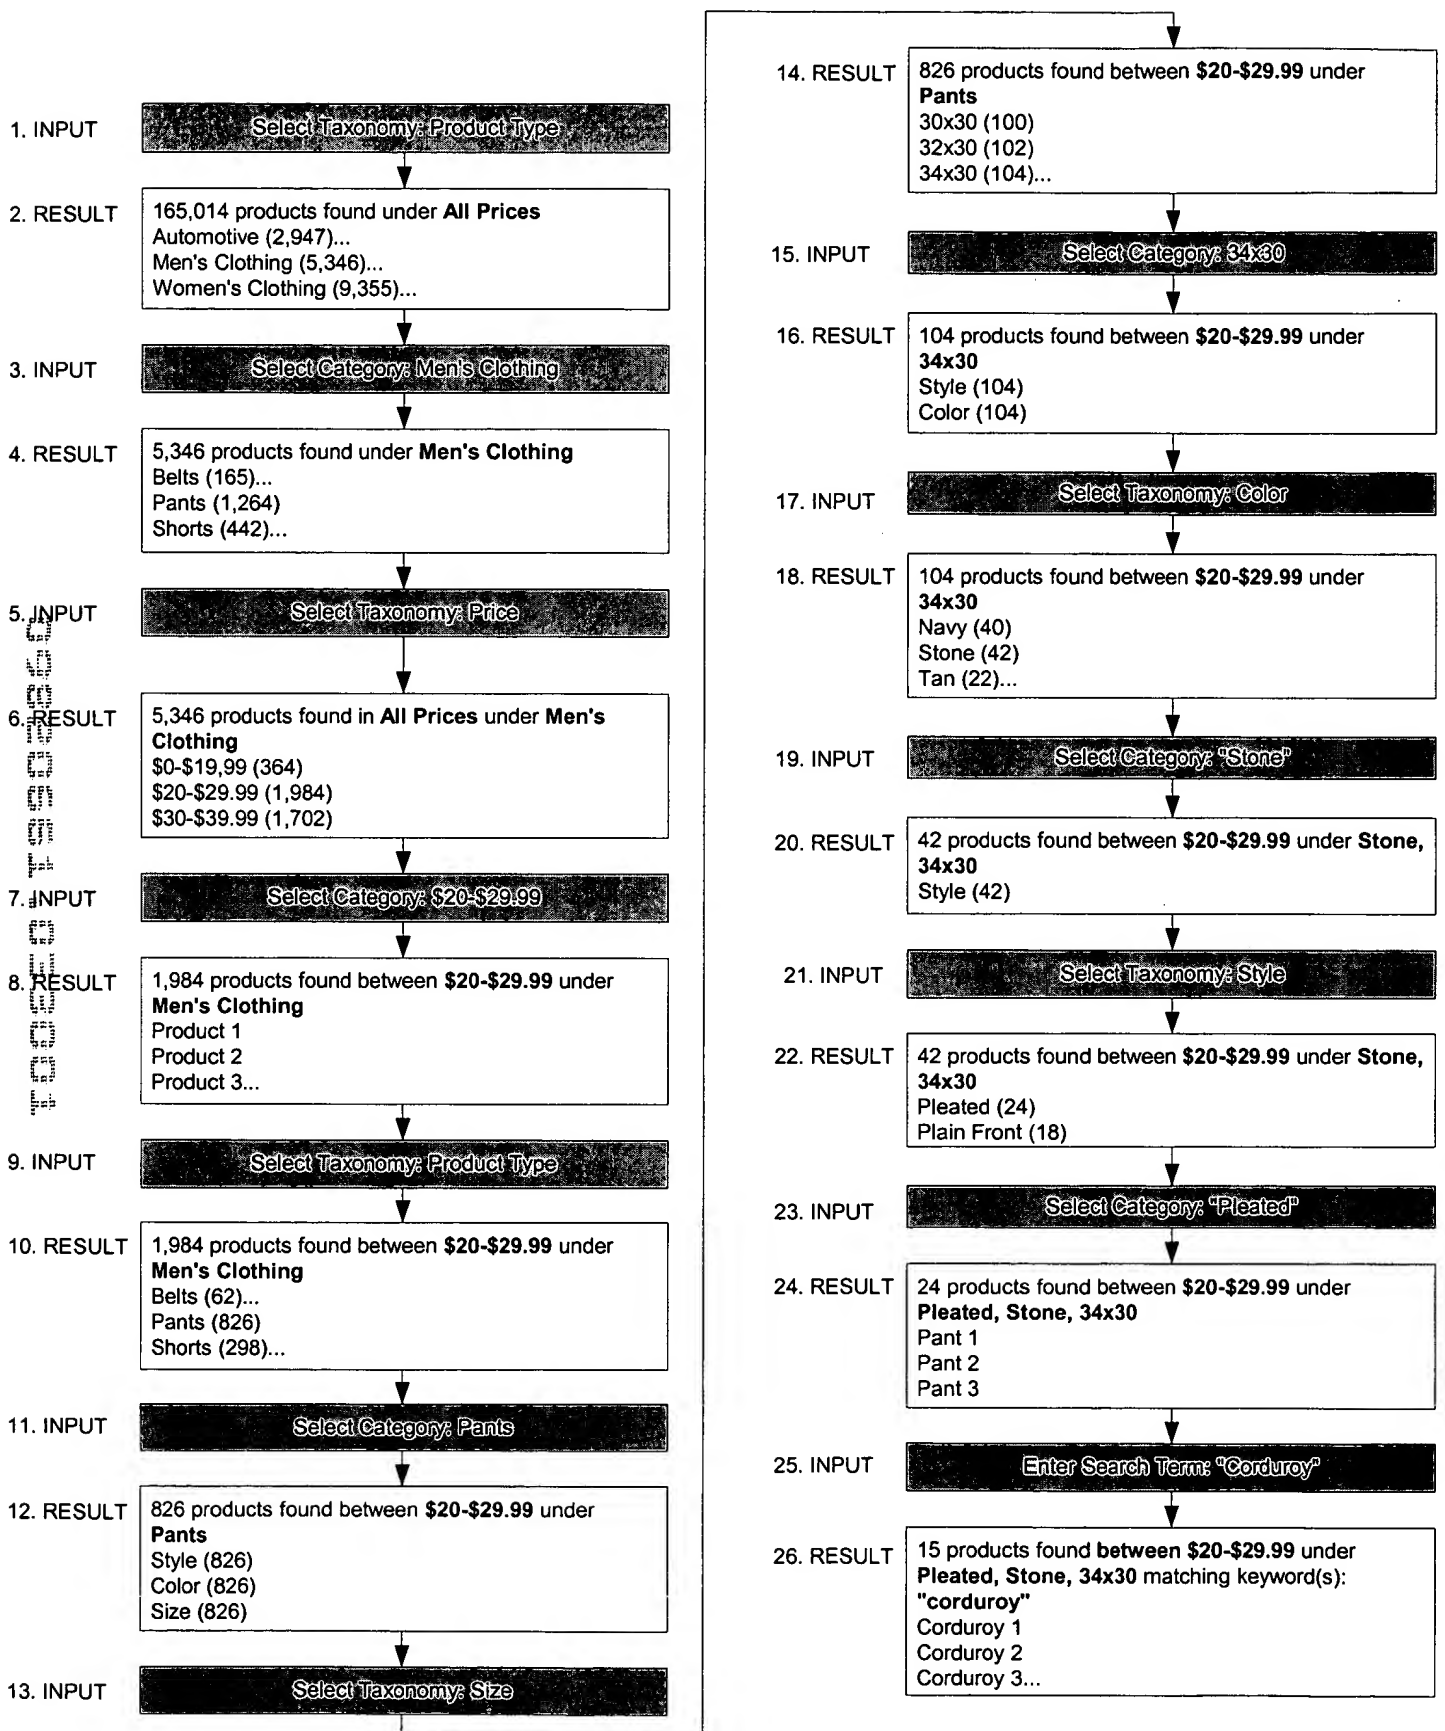 1. INPUT
Select Taxonomy: Product Type
2. RESULT
165,014 products found under All Prices
Automotive (2,947)...
Men's Clothing (5,346)...
Women's Clothing (9,355)...
3. INPUT
Select Category: Men's Clothing
4. RESULT
5,346 products found under Men's Clothing
Belts (165)...
Pants (1,264)
Shorts (442)...
5. INPUT
Select Taxonomy: Price
6. RESULT
5,346 products found in All Prices under Men's
Clothing
$0-$19,99 (364)
$20-$29.99 (1,984)
$30-$39.99 (1,702)
7. INPUT
Select Category: $20-$29.99
8. RESULT
1,984 products found between $20-$29.99 under
Men's Clothing
Product 1
Product 2
Product 3...
9. INPUT
Select Taxonomy: Product Type
10. RESULT
1,984 products found between $20-$29.99 under
Men's Clothing
Belts (62)...
Pants (826)
Shorts (298)...
11. INPUT
Select Category: Pants
12. RESULT
826 products found between $20-$29.99 under
Pants
Style (826)
Color (826)
Size (826)
13. INPUT
Select Taxonomy: Size
14. RESULT
826 products found between $20-$29.99 under
Pants
30x30 (100)
32x30 (102)
34x30 (104)...
15. INPUT
Select Category: 34x30
16. RESULT
104 products found between $20-$29.99 under
34x30
Style (104)
Color (104)
17. INPUT
Select Taxonomy: Color
18. RESULT
104 products found between $20-$29.99 under
34x30
Navy (40)
Stone (42)
Tan (22)...
19. INPUT
Select Category: "Stone"
20. RESULT
42 products found between $20-$29.99 under Stone,
34x30
Style (42)
21. INPUT
Select Taxonomy: Style
22. RESULT
42 products found between $20-$29.99 under Stone,
34x30
Pleated (24)
Plain Front (18)
23. INPUT
Select Category: "Pleated"
24. RESULT
24 products found between $20-$29.99 under
Pleated, Stone, 34x30
Pant 1
Pant 2
Pant 3
25. INPUT
Enter Search Term: "Corduroy"
26. RESULT
15 products found between $20-$29.99 under
Pleated, Stone, 34x30 matching keyword(s):
"corduroy"
Corduroy 1
Corduroy 2
Corduroy 3...